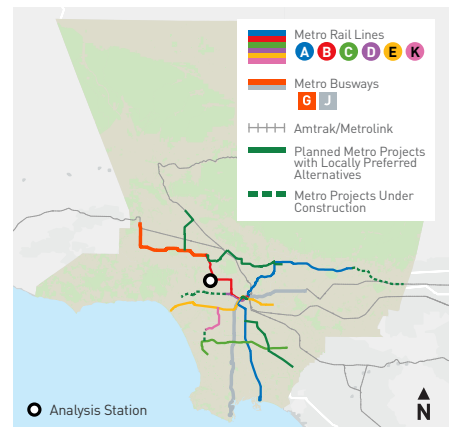 Metro Rail Lines
A B C D E K
Metro Busways
G J
Amtrak/Metrolink
Planned Metro Projects
with Locally Preferred
Alternatives
Metro Projects Under
Construction
Analysis Station
N